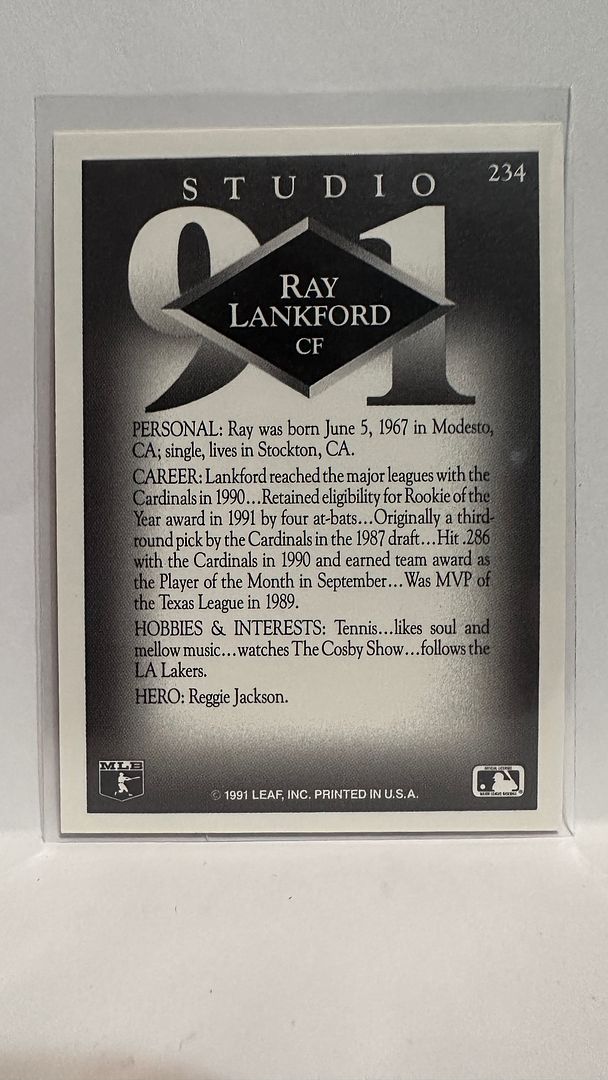 234
STUDIO
91
RAY
LANKFORD
CF
PERSONAL: Ray was born June 5, 1967 in Modesto,
CA; single, lives in Stockton, CA.
CAREER: Lankford reached the major leagues with the
Cardinals in 1990...Retained eligibility for Rookie of the
Year award in 1991 by four at-bats...Originally a third-
round pick by the Cardinals in the 1987 draft...Hit .286
with the Cardinals in 1990 and earned team award as
the Player of the Month in September...Was MVP of
the Texas League in 1989.
HOBBIES & INTERESTS: Tennis...likes soul and
mellow music...watches The Cosby Show...follows the
LA Lakers.
HERO: Reggie Jackson.
MLB
© 1991 LEAF, INC. PRINTED IN U.S.A.